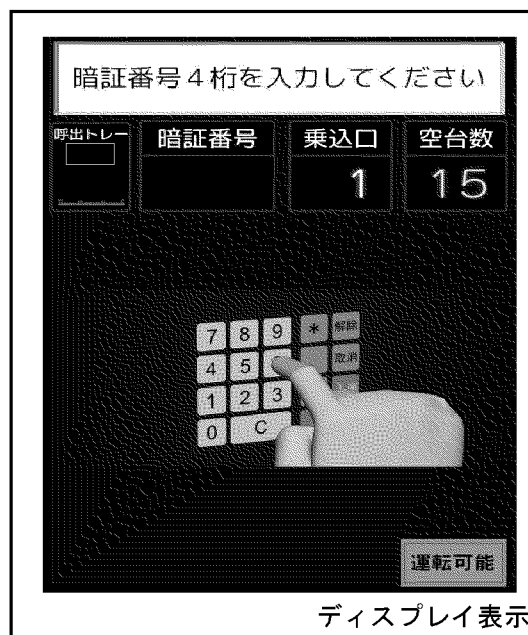 暗証番号4桁を入力してください
呼出トレー
暗証番号
乗込口
空台数
1
15
7 8 9 * 解除
4 5 取消
1 2 3
0 C
運転可能
ディスプレイ表示